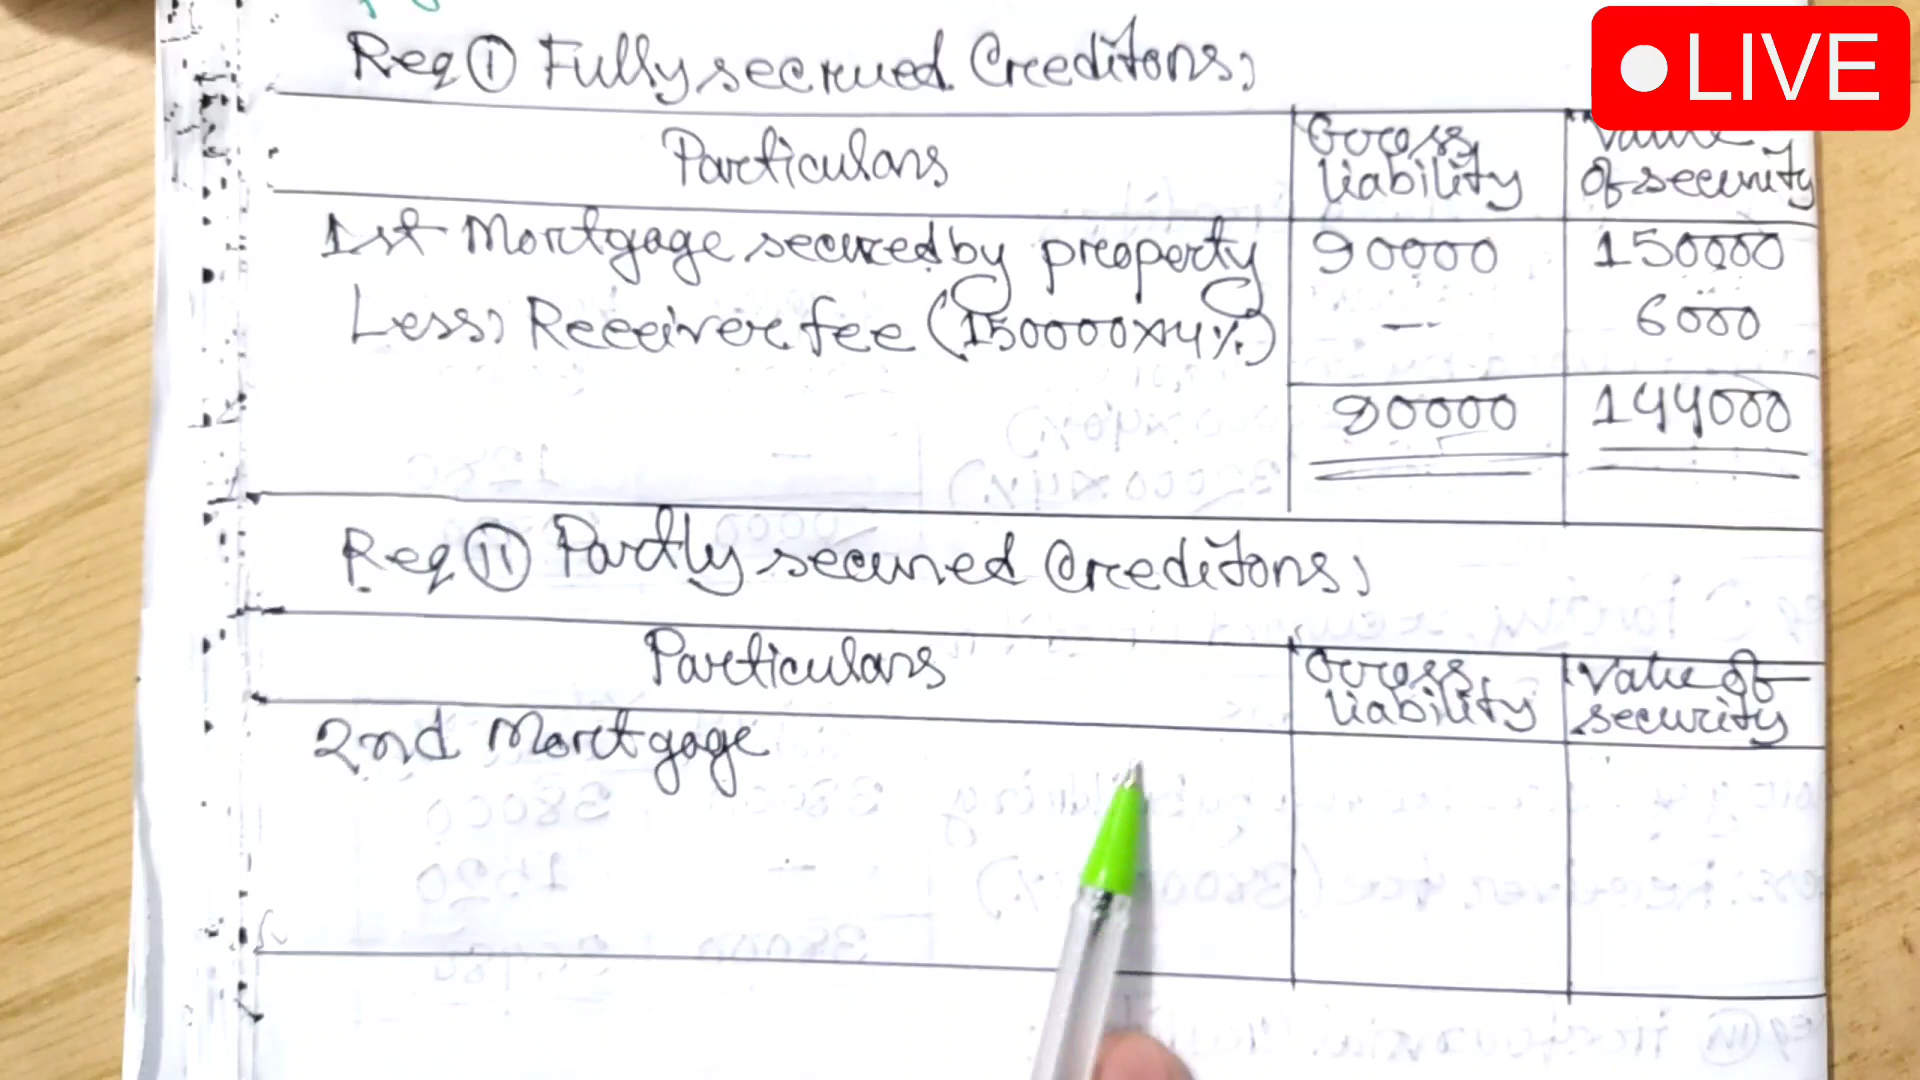 LIVE
Req (i) Fully secured Creditors,
Particulars
Gross liability
Value of security
1st Mortgage secured by property 90000 150000
Less, Receiver fee (150000x4%) — 6000
90000 144000
Req (ii) Partly secured Creditors,
Particulars
Gross liability
Value of security
2nd Mortgage